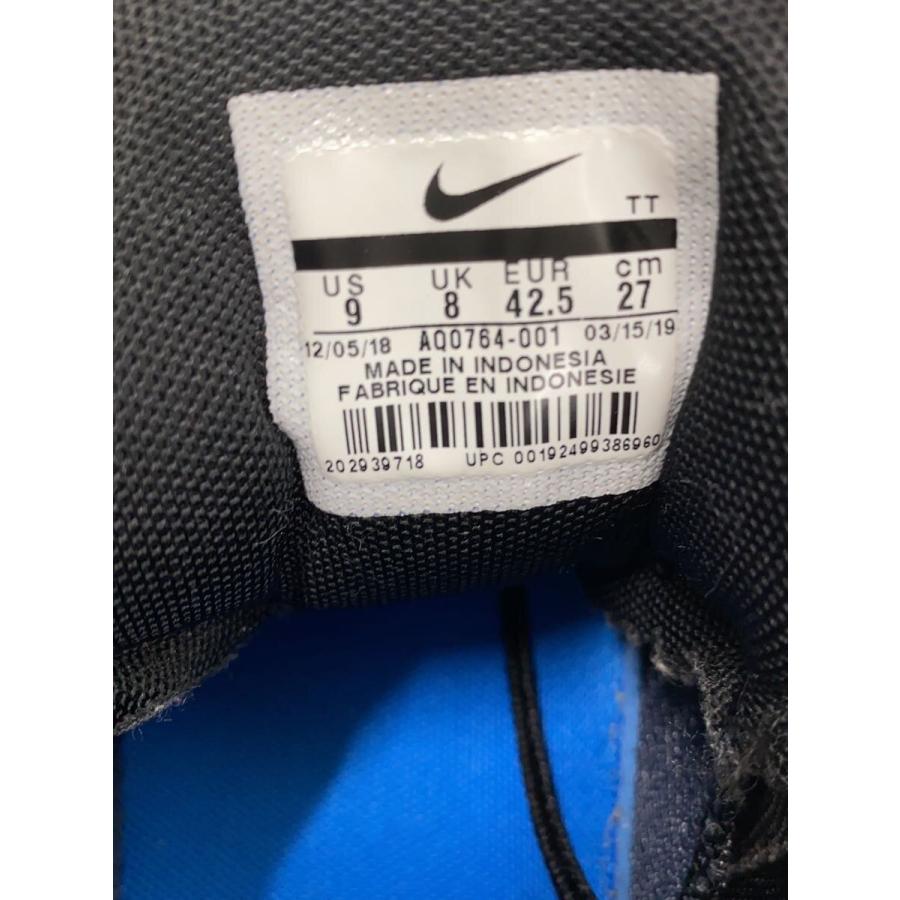 TT
US UK EUR cm
9 8 42.5 27
12/05/18 AQ0764-001 03/15/19
MADE IN INDONESIA
FABRIQUE EN INDONESIE
202939718 UPC 00192499386960